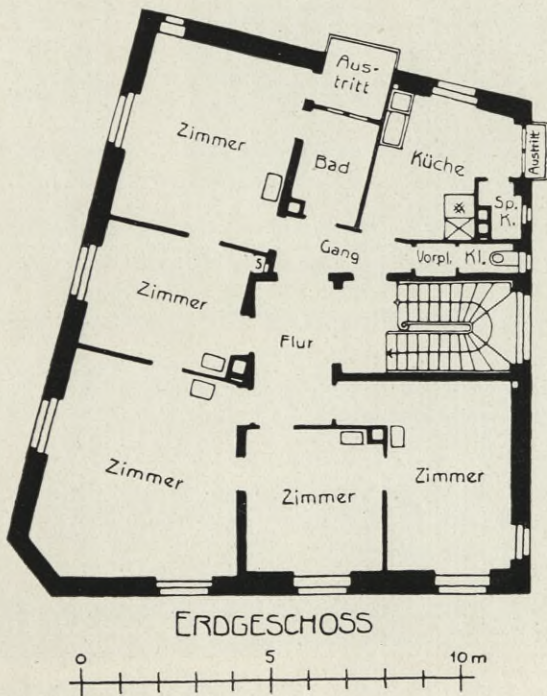 Aus-
tritt
Zimmer
Bad
Küche
Austritt
Sp.
K.
Gang
Vorpl. Kl.
S
Zimmer
Flur
Zimmer
Zimmer
Zimmer
ERDGESCHOSS
0 5 10 m